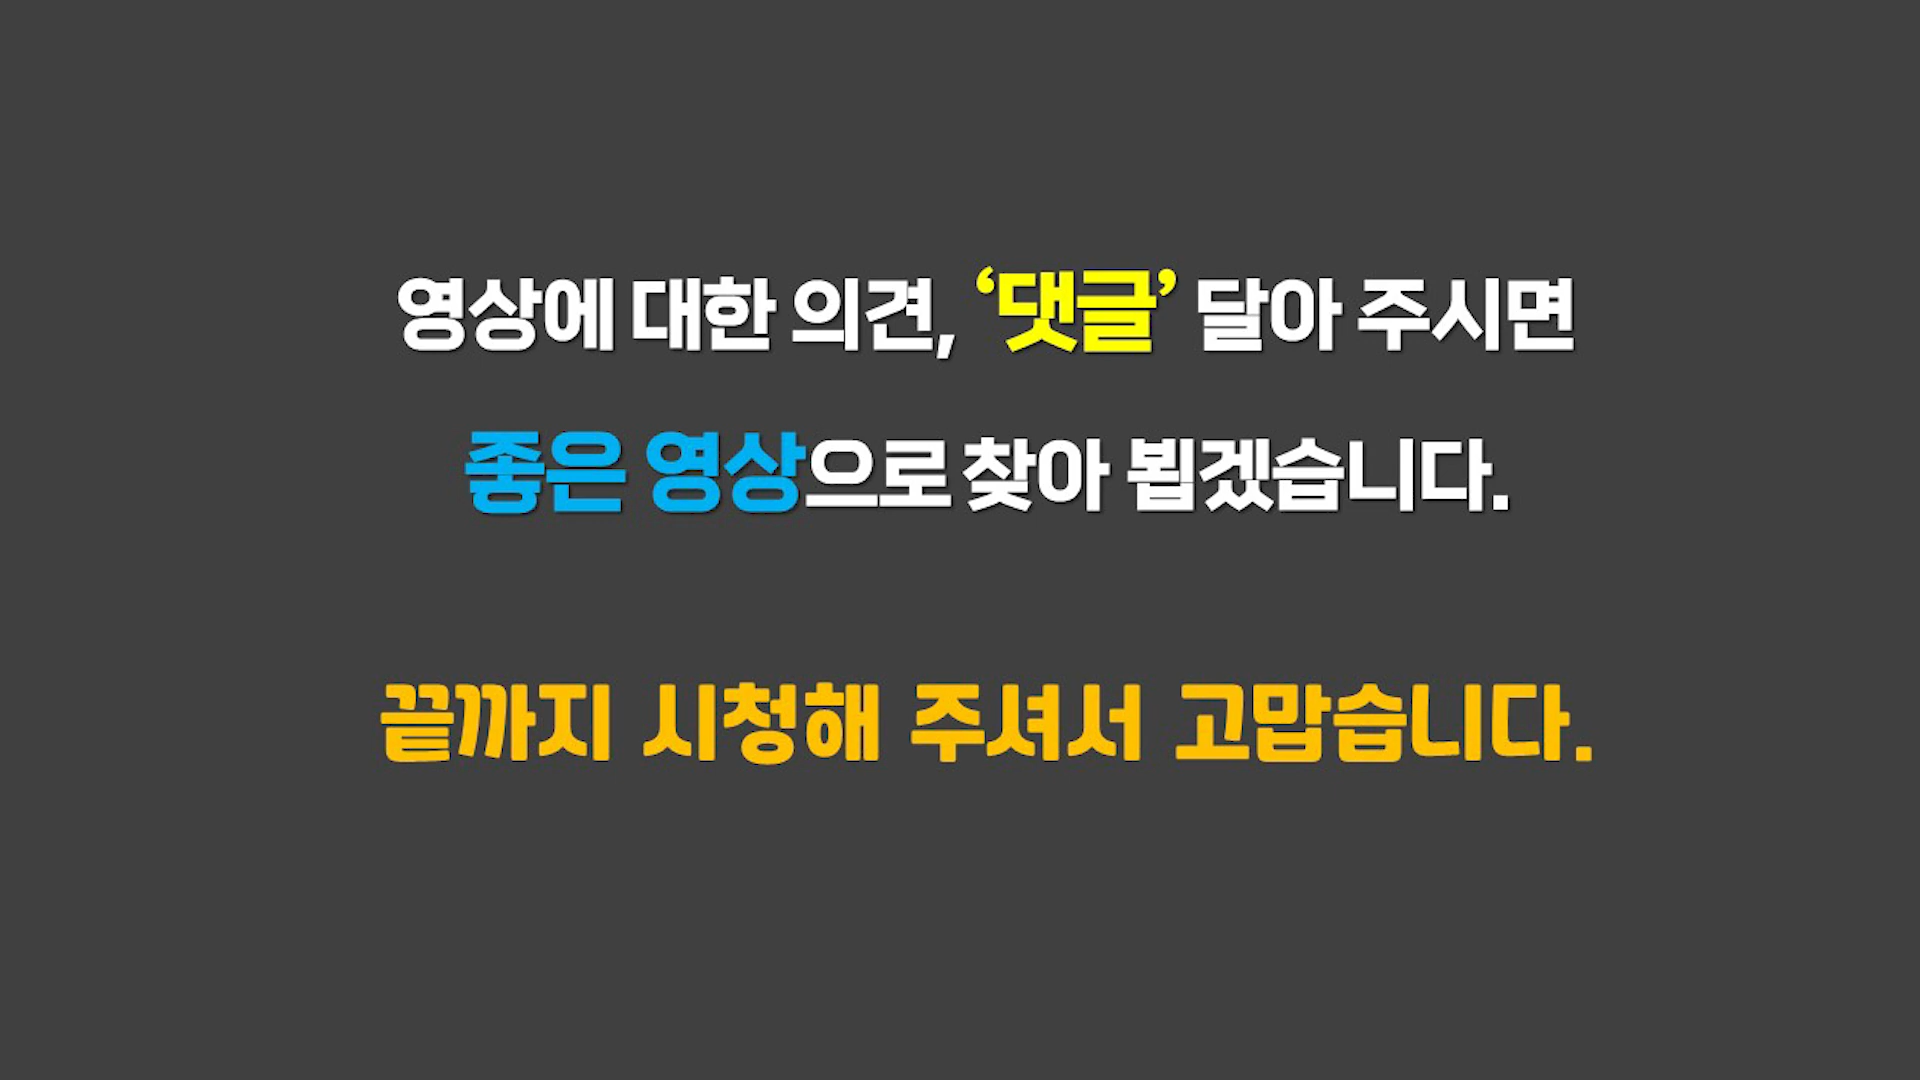 영상에 대한 의견, ‘댓글’ 달아 주시면
좋은 영상으로 찾아 뵙겠습니다.
끝까지 시청해 주셔서 고맙습니다.